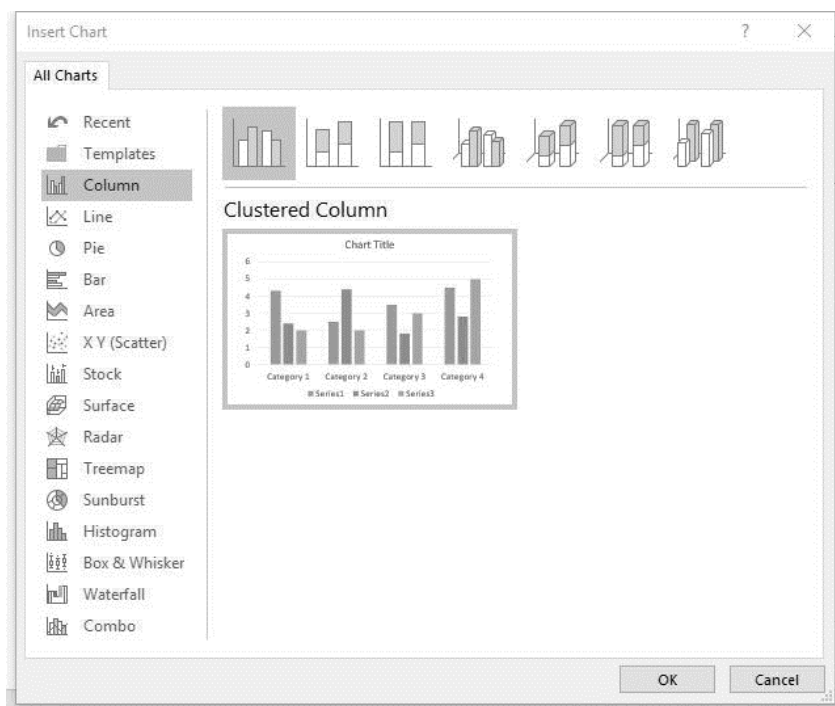 Insert Chart
?
All Charts
Recent
Templates
Column
Line
Pie
Bar
Area
X Y (Scatter)
Stock
Surface
Radar
Treemap
Sunburst
Histogram
Box & Whisker
Waterfall
Combo
Clustered Column
Chart Title
6
5
4
3
2
1
0
Category 1 Category 2 Category 3 Category 4
Series1 Series2 Series3
OK Cancel